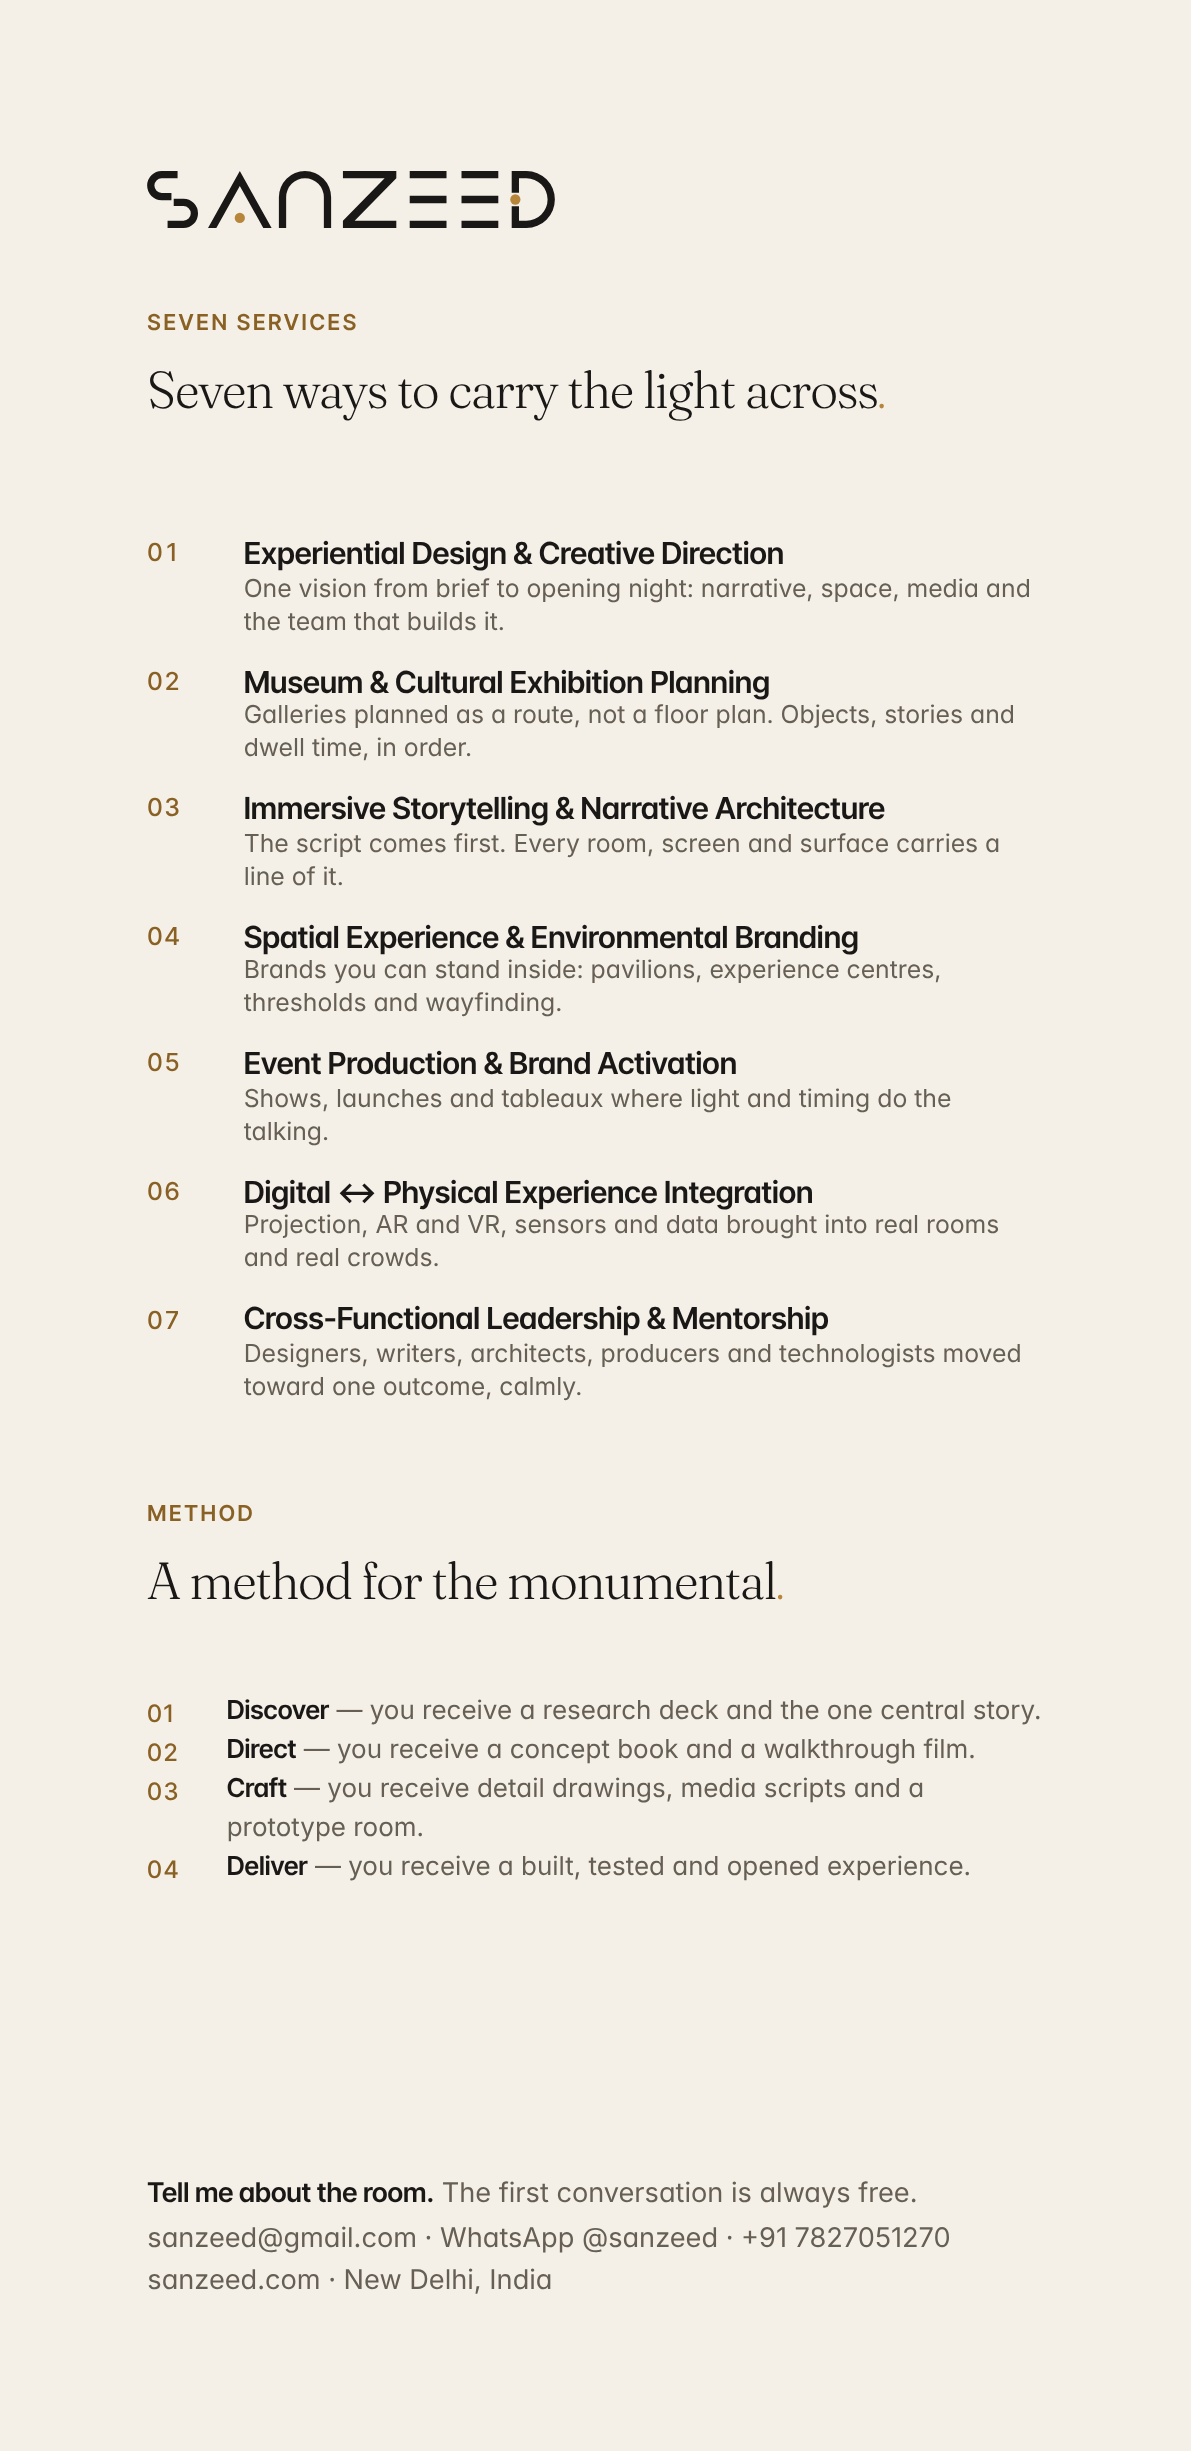 SANZEED
SEVEN SERVICES
Seven ways to carry the light across.
01 Experiential Design & Creative Direction
One vision from brief to opening night: narrative, space, media and
the team that builds it.
02 Museum & Cultural Exhibition Planning
Galleries planned as a route, not a floor plan. Objects, stories and
dwell time, in order.
03 Immersive Storytelling & Narrative Architecture
The script comes first. Every room, screen and surface carries a
line of it.
04 Spatial Experience & Environmental Branding
Brands you can stand inside: pavilions, experience centres,
thresholds and wayfinding.
05 Event Production & Brand Activation
Shows, launches and tableaux where light and timing do the
talking.
06 Digital ↔ Physical Experience Integration
Projection, AR and VR, sensors and data brought into real rooms
and real crowds.
07 Cross-Functional Leadership & Mentorship
Designers, writers, architects, producers and technologists moved
toward one outcome, calmly.
METHOD
A method for the monumental.
01 Discover — you receive a research deck and the one central story.
02 Direct — you receive a concept book and a walkthrough film.
03 Craft — you receive detail drawings, media scripts and a
prototype room.
04 Deliver — you receive a built, tested and opened experience.
Tell me about the room. The first conversation is always free.
sanzeed@gmail.com · WhatsApp @sanzeed · +91 7827051270
sanzeed.com · New Delhi, India